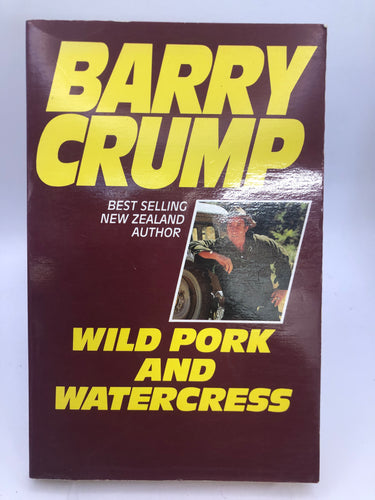 BARRY
CRUMP
BEST SELLING
NEW ZEALAND
AUTHOR
WILD PORK
AND
WATERCRESS